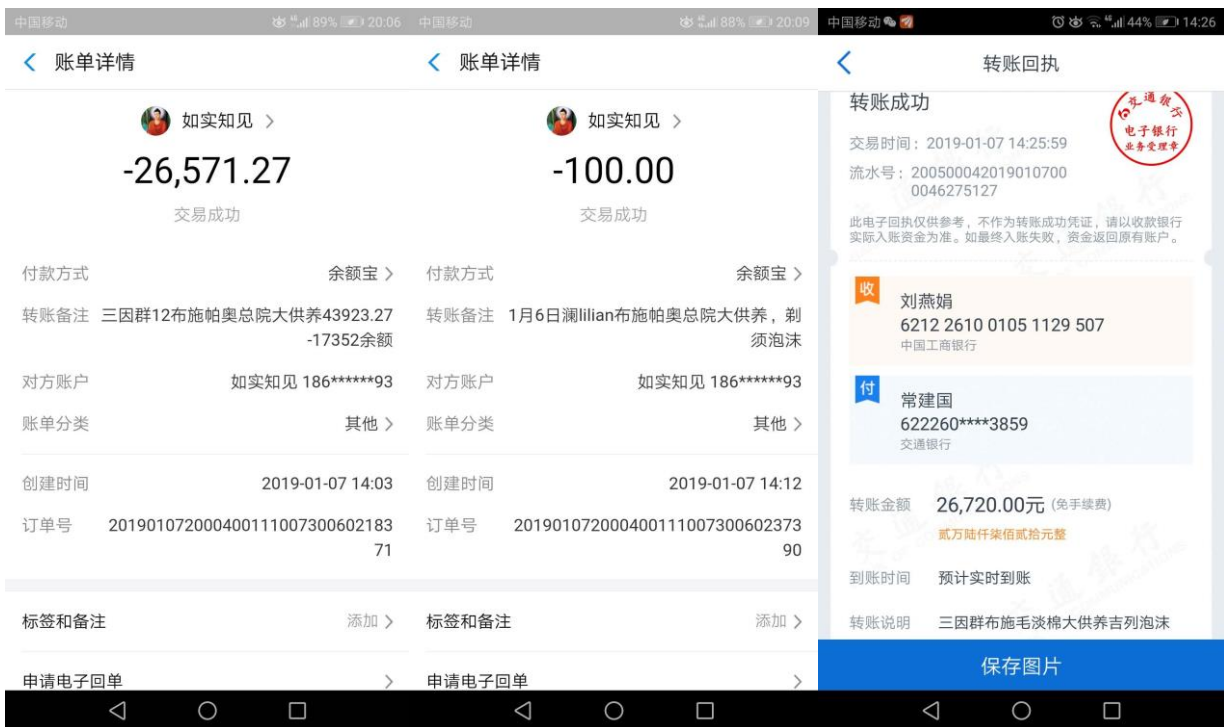 中国移动 89% 20:06
账单详情
如实知见 >
-26,571.27
交易成功
付款方式 余额宝 >
转账备注 三因群12布施帕奥总院大供养43923.27
-17352余额
对方账户 如实知见 186******93
账单分类 其他 >
创建时间 2019-01-07 14:03
订单号 201901072000400111007300602183
71
标签和备注 添加 >
申请电子回单 >
中国移动 88% 20:09
账单详情
如实知见 >
-100.00
交易成功
付款方式 余额宝 >
转账备注 1月6日澜lilian布施帕奥总院大供养，剃
须泡沫
对方账户 如实知见 186******93
账单分类 其他 >
创建时间 2019-01-07 14:12
订单号 201901072000400111007300602373
90
标签和备注 添加 >
申请电子回单 >
中国移动 44% 14:26
转账回执
转账成功
交通银行
电子银行
业务受理章
交易时间：2019-01-07 14:25:59
流水号：200500042019010700
0046275127
此电子回执仅供参考，不作为转账成功凭证，请以收款银行
实际入账资金为准。如最终入账失败，资金返回原有账户。
收
刘燕娟
6212 2610 0105 1129 507
中国工商银行
付
常建国
622260****3859
交通银行
转账金额 26,720.00元 (免手续费)
贰万陆仟柒佰贰拾元整
到账时间 预计实时到账
转账说明 三因群布施毛淡棉大供养吉列泡沫
保存图片